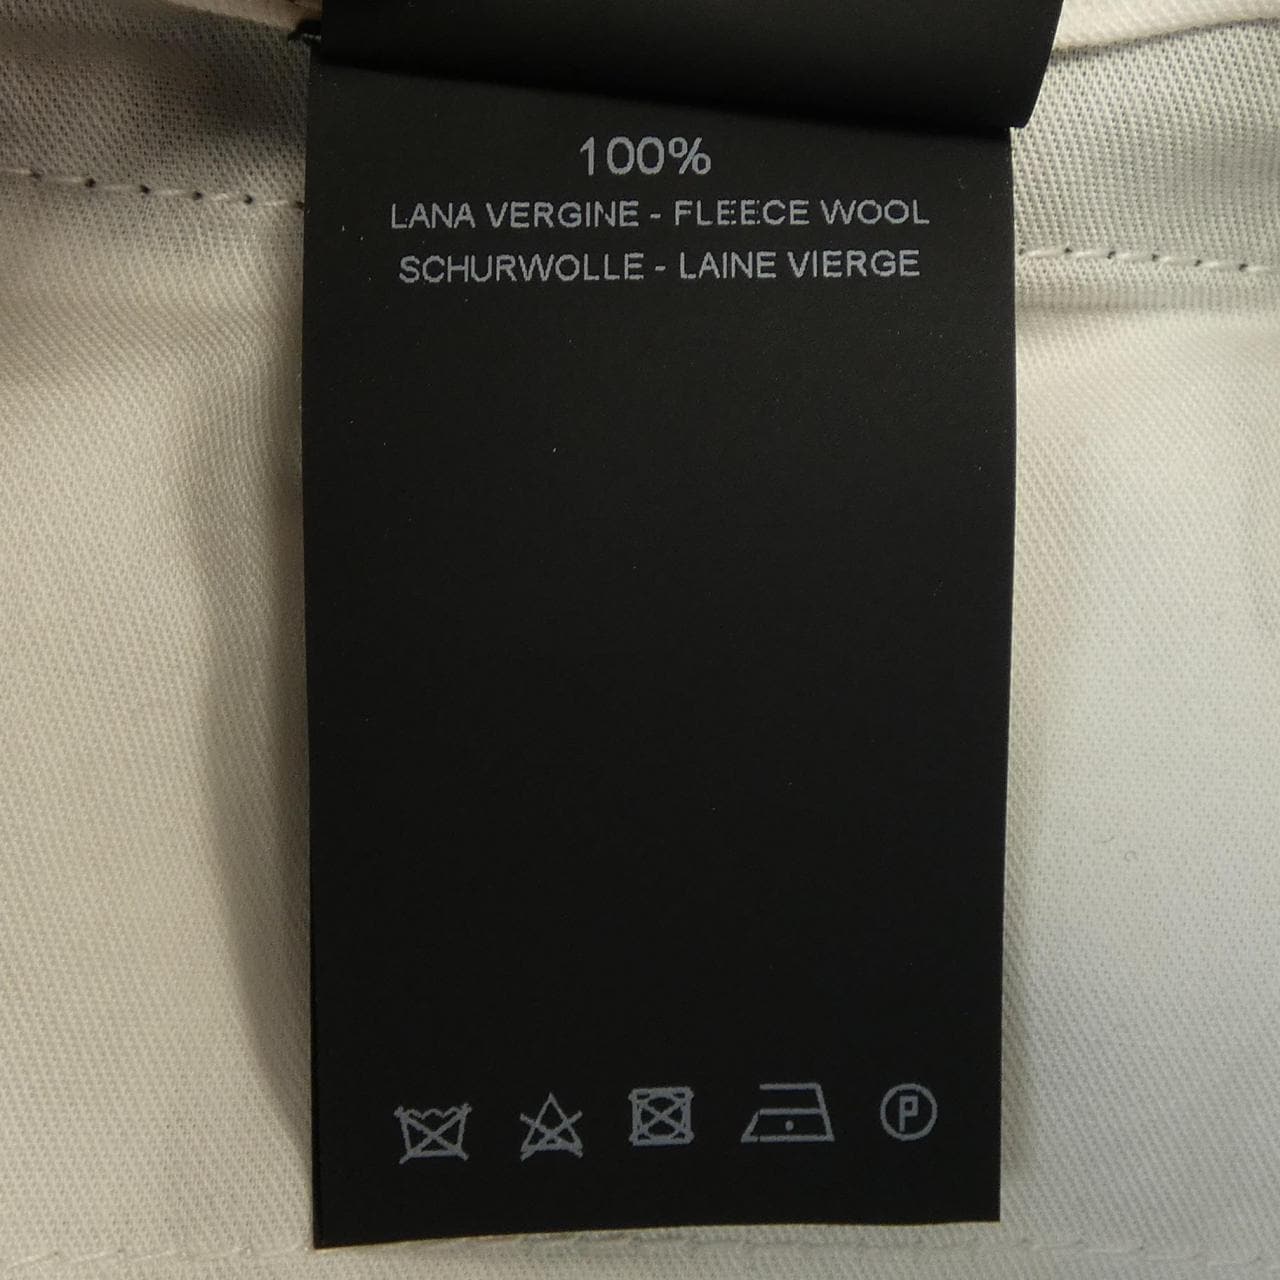 100%
LANA VERGINE - FLEECE WOOL
SCHURWOLLE - LAINE VIERGE
P